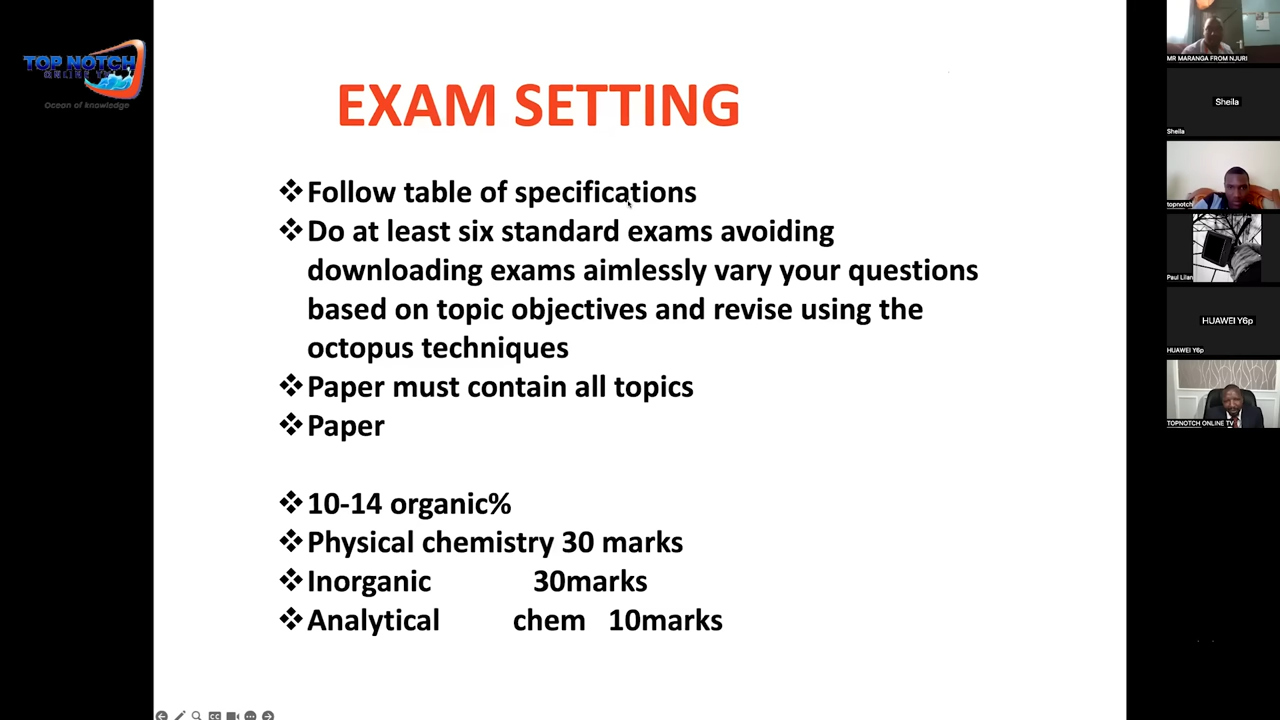 TOP NOTCH
ONLINE TV
Ocean of knowledge
EXAM SETTING
❖Follow table of specifications
❖Do at least six standard exams avoiding
downloading exams aimlessly vary your questions
based on topic objectives and revise using the
octopus techniques
❖Paper must contain all topics
❖Paper
❖10-14 organic%
❖Physical chemistry 30 marks
❖Inorganic 30marks
❖Analytical chem 10marks
MR MARANGA FROM NJURI
Sheila
Sheila
topnotch
Paul Lilan
HUAWEI Y6p
HUAWEI Y6p
TOPNOTCH ONLINE TV